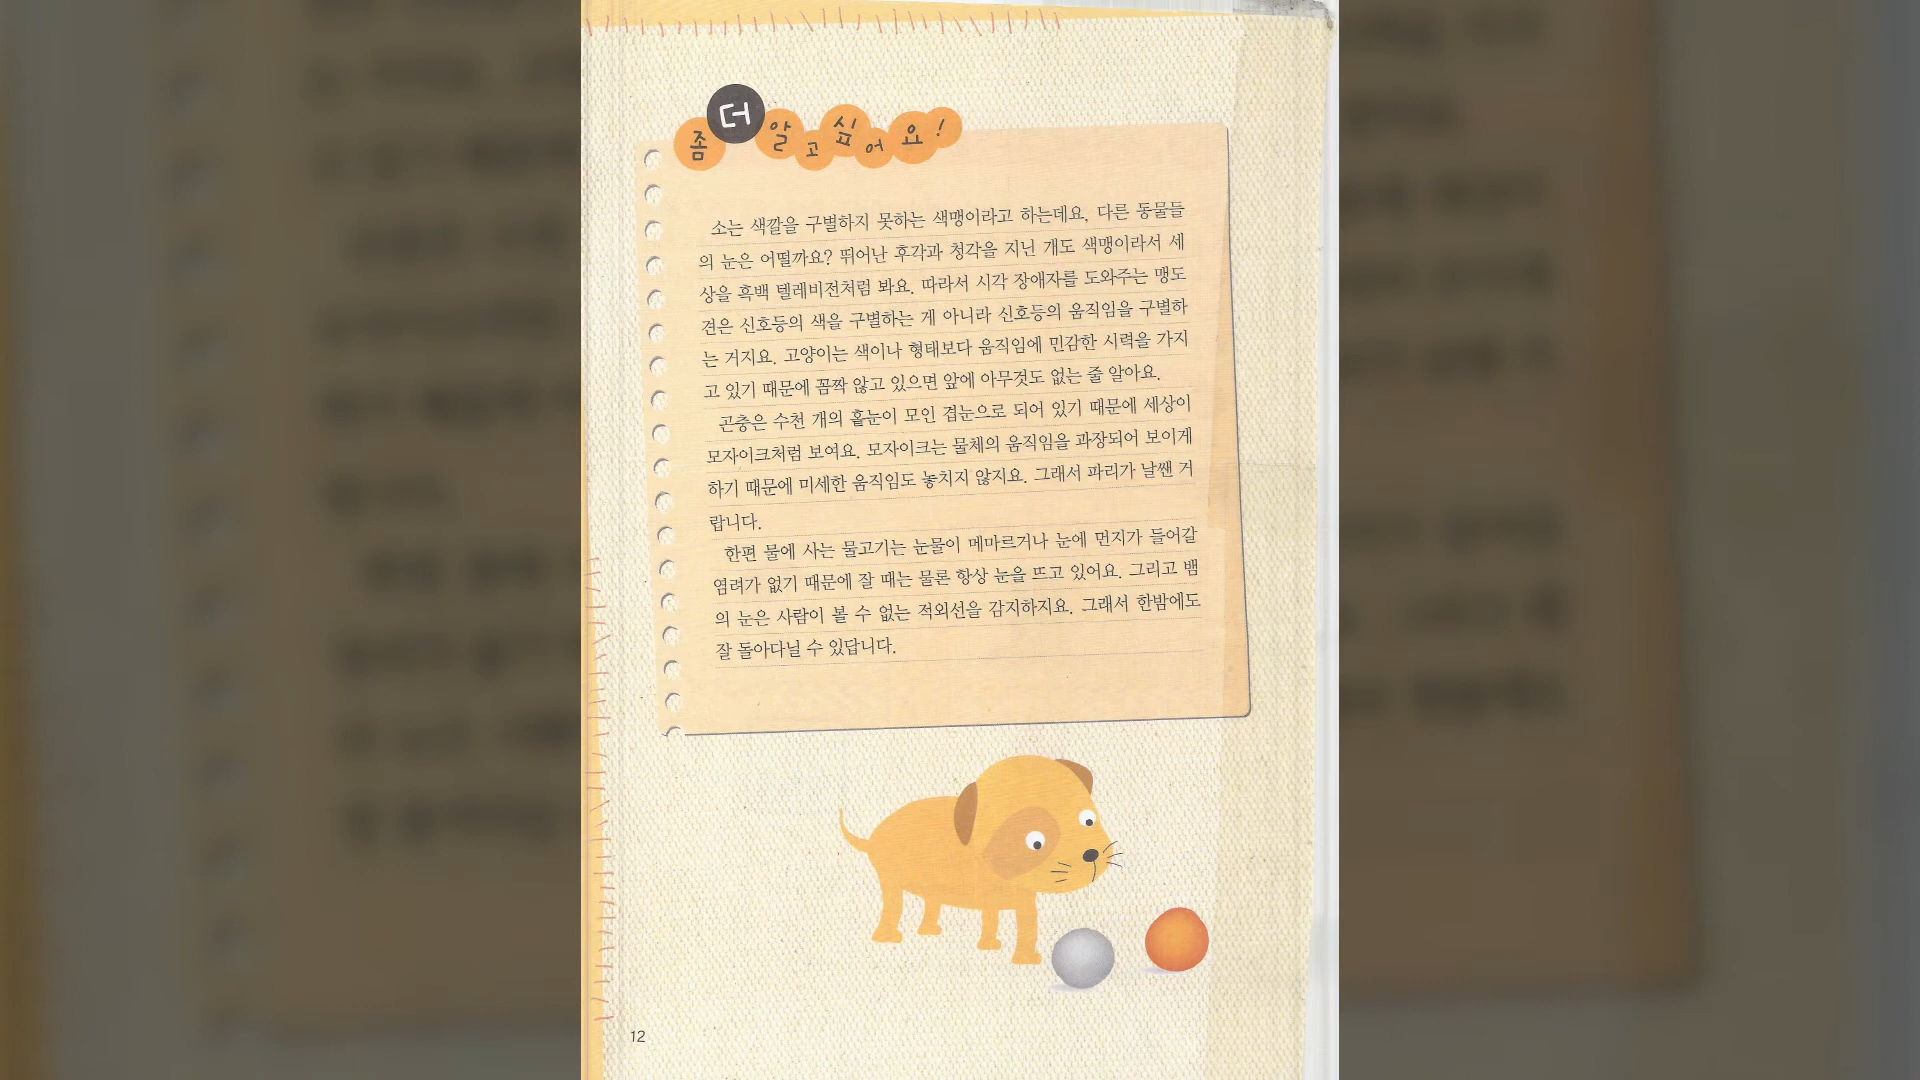 좀 더 알고 싶어요!
소는 색깔을 구별하지 못하는 색맹이라고 하는데요, 다른 동물들
의 눈은 어떨까요? 뛰어난 후각과 청각을 지닌 개도 색맹이라서 세
상을 흑백 텔레비전처럼 봐요. 따라서 시각 장애자를 도와주는 맹도
견은 신호등의 색을 구별하는 게 아니라 신호등의 움직임을 구별하
는 거지요. 고양이는 색이나 형태보다 움직임에 민감한 시력을 가지
고 있기 때문에 꼼짝 않고 있으면 앞에 아무것도 없는 줄 알아요.
곤충은 수천 개의 홑눈이 모인 겹눈으로 되어 있기 때문에 세상이
모자이크처럼 보여요. 모자이크는 물체의 움직임을 과장되어 보이게
하기 때문에 미세한 움직임도 놓치지 않지요. 그래서 파리가 날쌘 거
랍니다.
한편 물에 사는 물고기는 눈물이 메마르거나 눈에 먼지가 들어갈
염려가 없기 때문에 잘 때는 물론 항상 눈을 뜨고 있어요. 그리고 뱀
의 눈은 사람이 볼 수 없는 적외선을 감지하지요. 그래서 한밤에도
잘 돌아다닐 수 있답니다.
12